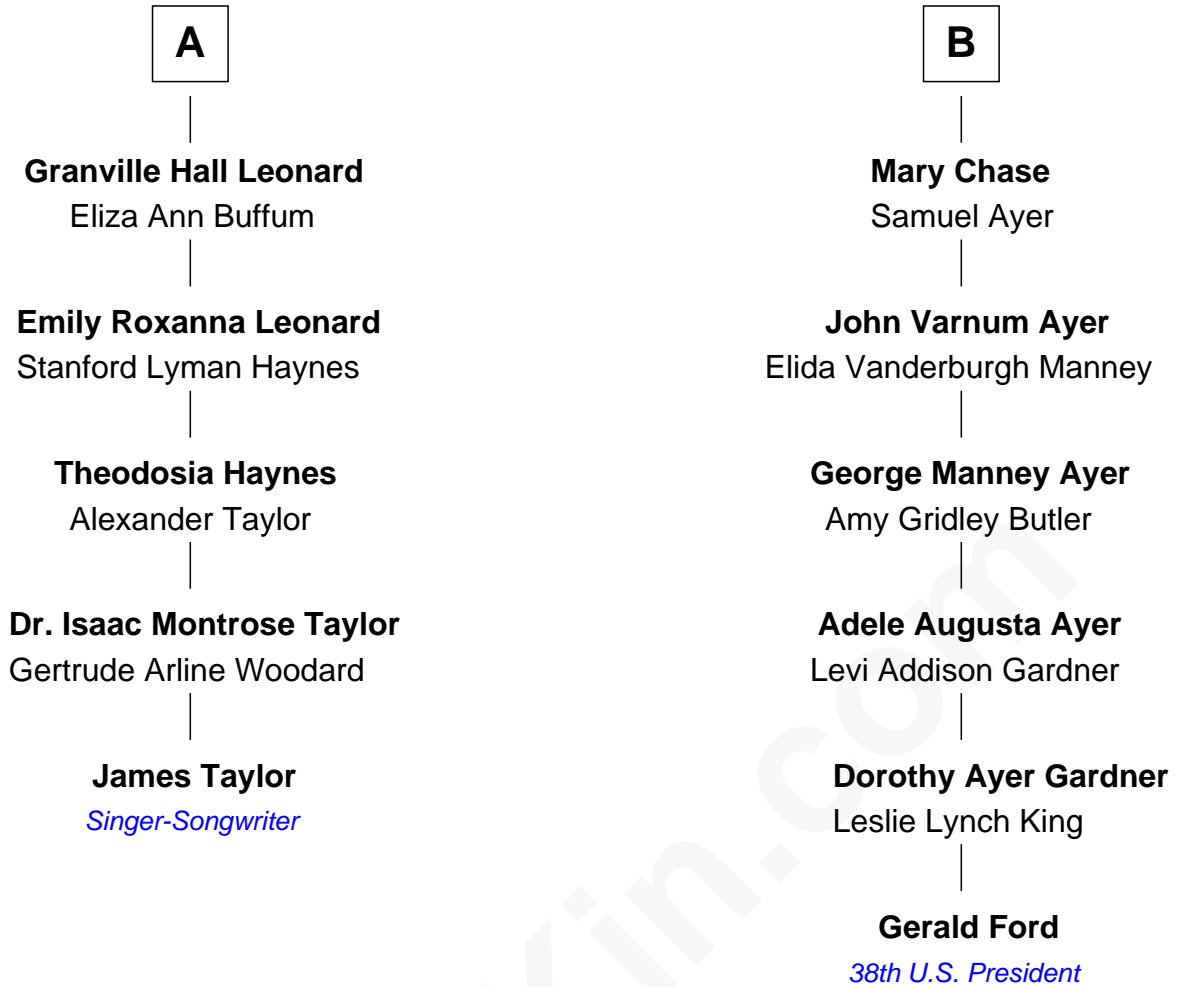 A
Granville Hall Leonard
Eliza Ann Buffum
Emily Roxanna Leonard
Stanford Lyman Haynes
Theodosia Haynes
Alexander Taylor
Dr. Isaac Montrose Taylor
Gertrude Arline Woodard
James Taylor
Singer-Songwriter
B
Mary Chase
Samuel Ayer
John Varnum Ayer
Elida Vanderburgh Manney
George Manney Ayer
Amy Gridley Butler
Adele Augusta Ayer
Levi Addison Gardner
Dorothy Ayer Gardner
Leslie Lynch King
Gerald Ford
38th U.S. President